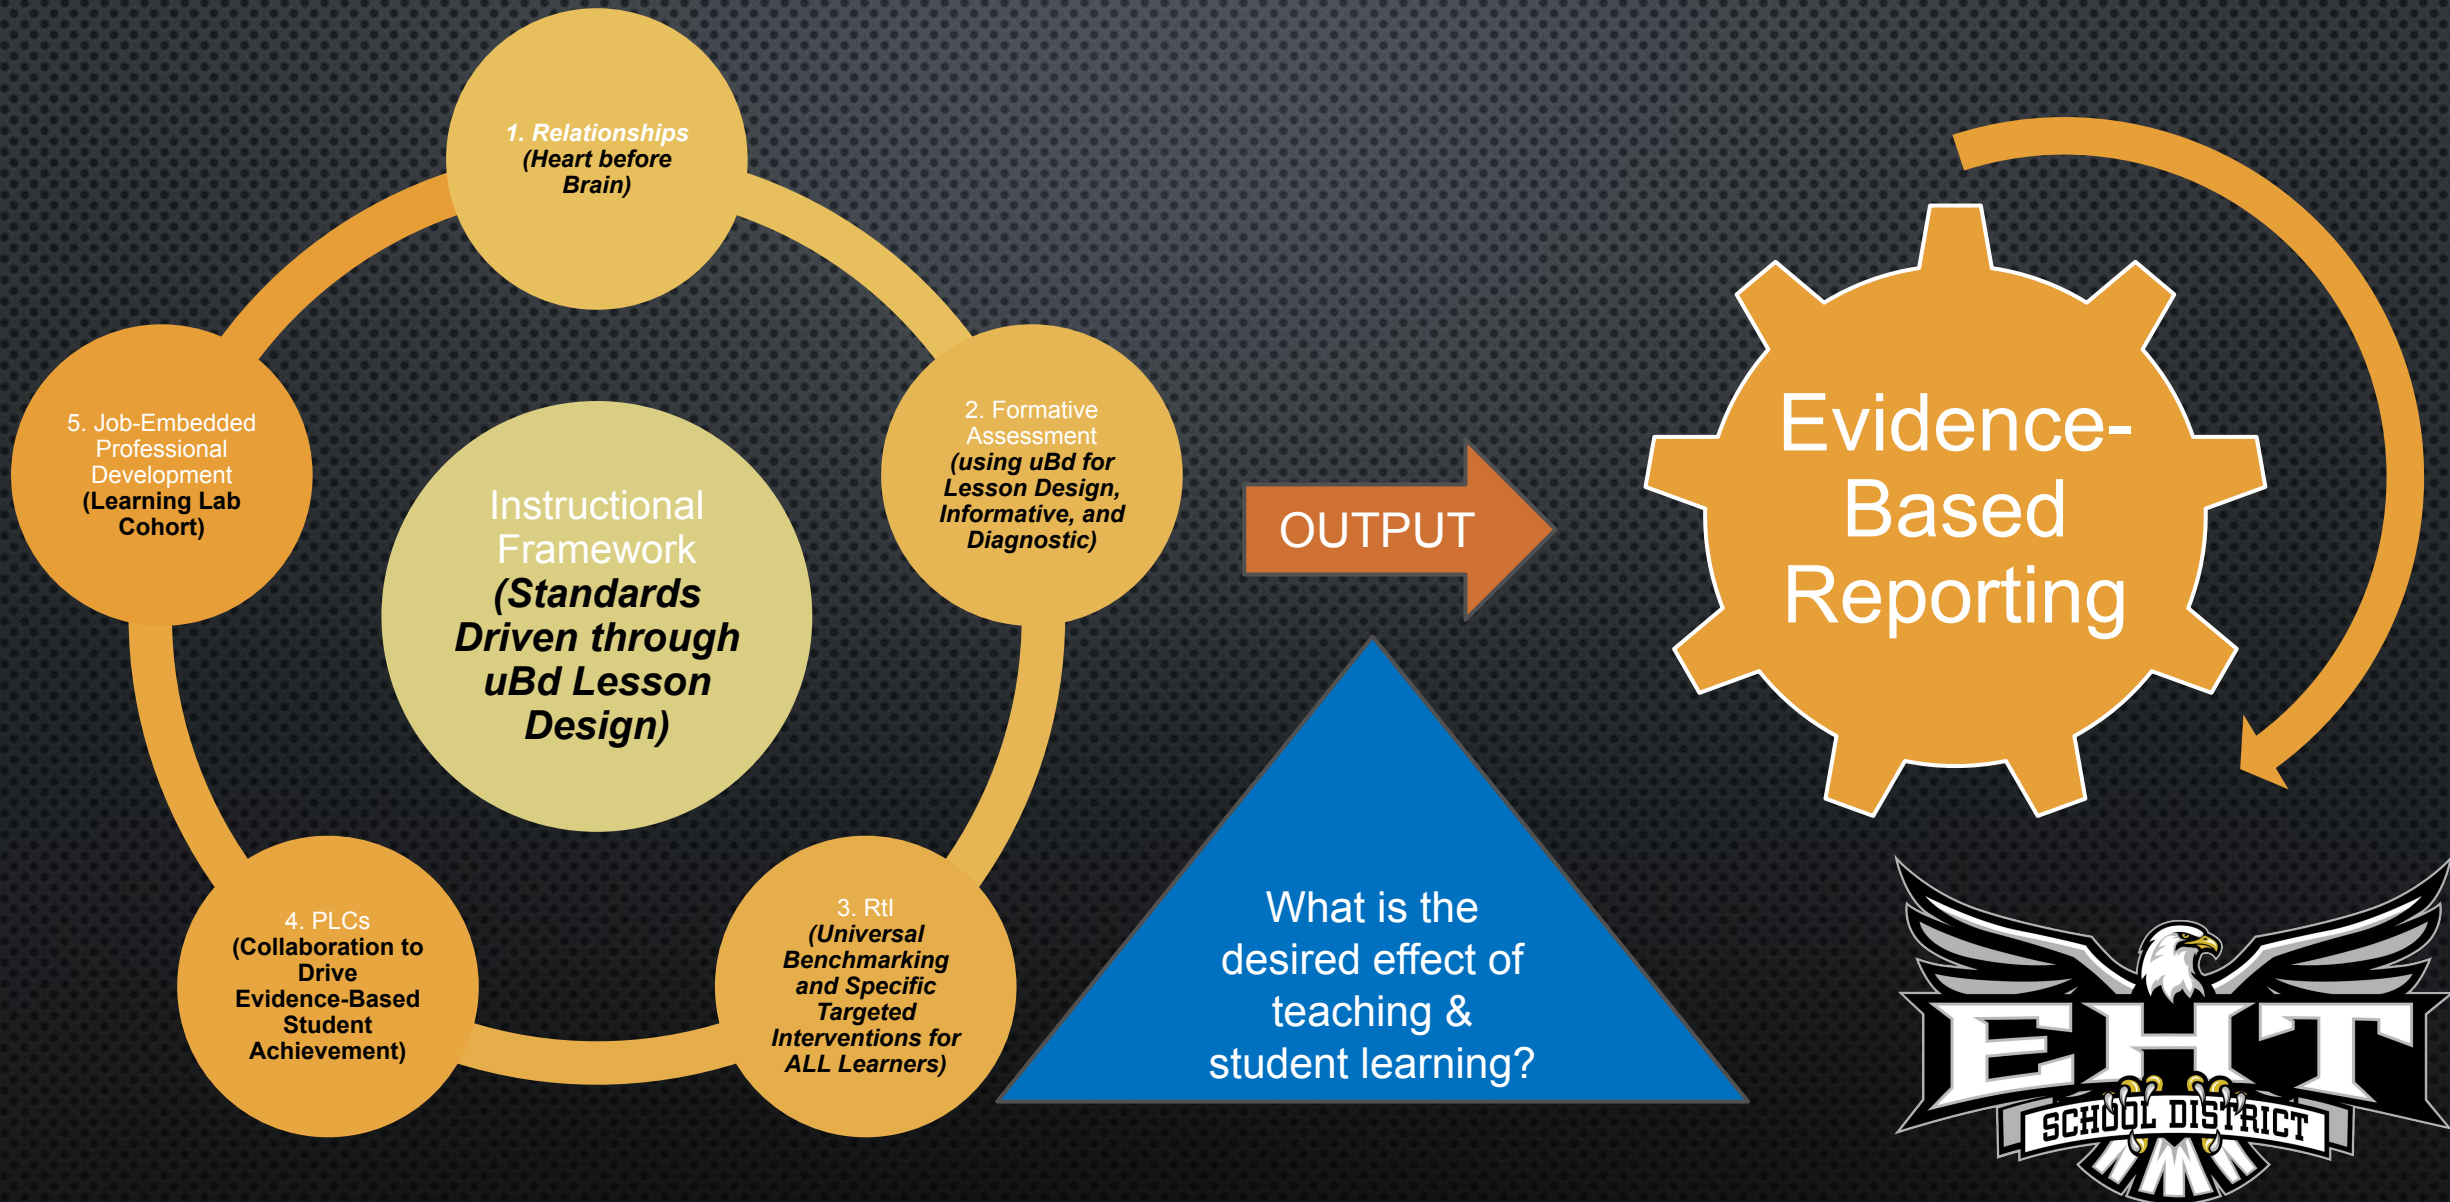 1. Relationships
(Heart before
Brain)
2. Formative
Assessment
(using uBd for
Lesson Design,
Informative, and
Diagnostic)
3. RtI
(Universal
Benchmarking
and Specific
Targeted
Interventions for
ALL Learners)
4. PLCs
(Collaboration to
Drive
Evidence-Based
Student
Achievement)
5. Job-Embedded
Professional
Development
(Learning Lab
Cohort)
Instructional
Framework
(Standards
Driven through
uBd Lesson
Design)
OUTPUT
What is the
desired effect of
teaching &
student learning?
Evidence-
Based
Reporting
EHT
SCHOOL DISTRICT